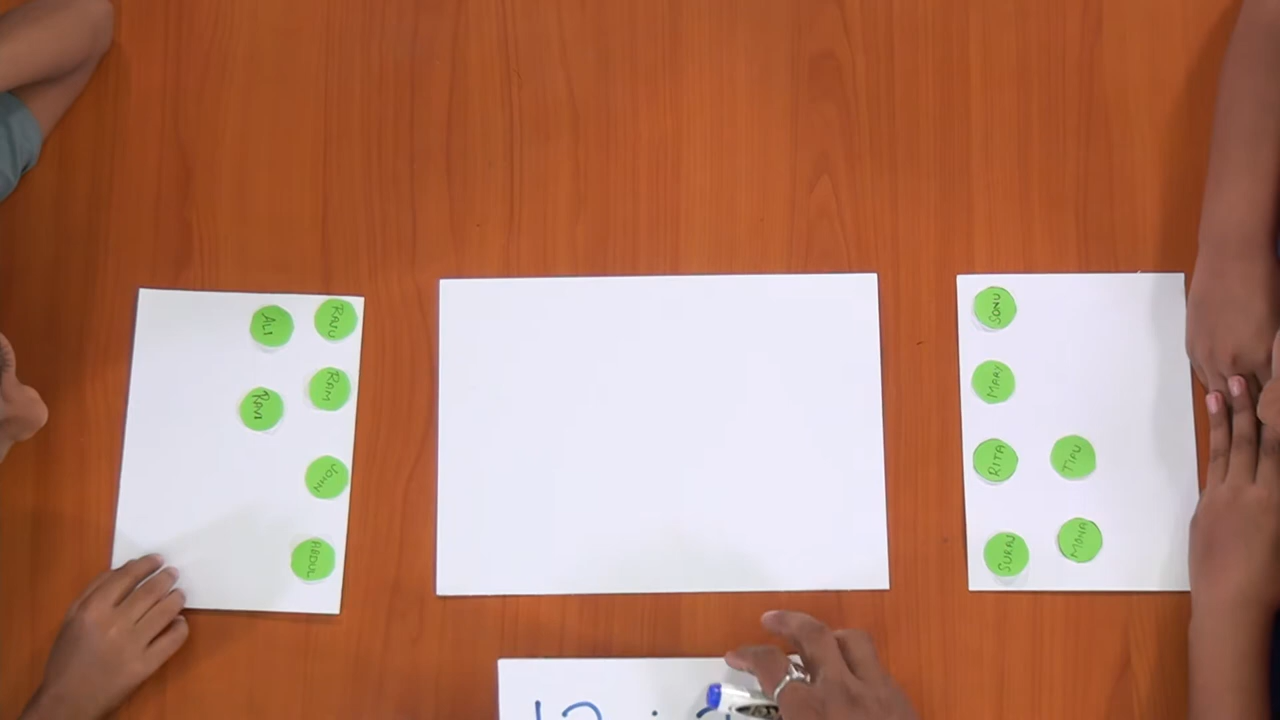 ALI
RAJU
RAVI
RAM
JOHN
ABDUL
SONU
MARY
RITA
TIPU
SURAJ
MONA